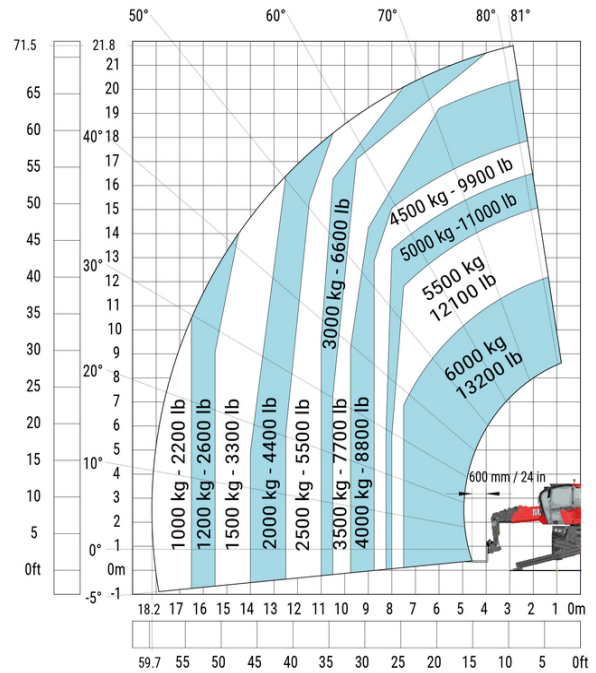 50°
60°
70°
80°
81°
71.5
21.8
21
65
20
19
60
40°
18
17
55
16
50
15
45
14
30°
13
40
12
35
11
10
30
9
20°
8
25
7
20
6
5
15
10°
4
10
3
2
5
0°
1
0ft
0m
-5°
-1
1000 kg - 2200 lb
1200 kg - 2600 lb
1500 kg - 3300 lb
2000 kg - 4400 lb
2500 kg - 5500 lb
3000 kg - 6600 lb
3500 kg - 7700 lb
4000 kg - 8800 lb
4500 kg - 9900 lb
5000 kg -11000 lb
5500 kg
12100 lb
6000 kg
13200 lb
600 mm / 24 in
18.2 17 16 15 14 13 12 11 10 9 8 7 6 5 4 3 2 1 0m
59.7 55 50 45 40 35 30 25 20 15 10 5 0ft